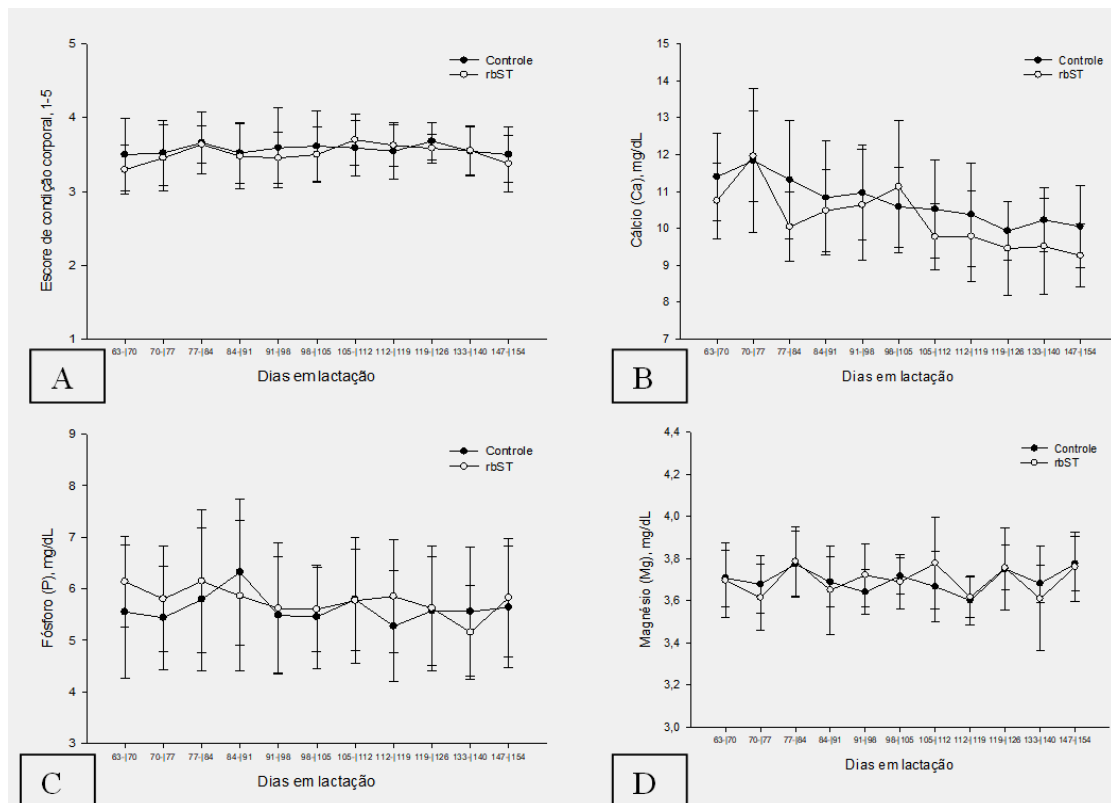 5
4
3
2
1
Escore de condição corporal, 1-5
Controle
rbST
63-|70 70-|77 77-|84 84-|91 91-|98 98-|105 105-|112 112-|119 119-|126 133-|140 147-|154
Dias em lactação
A
15
14
13
12
11
10
9
8
7
Cálcio (Ca), mg/dL
Controle
rbST
63-|70 70-|77 77-|84 84-|91 91-|98 98-|105 105-|112 112-|119 119-|126 133-|140 147-|154
Dias em lactação
B
9
8
7
6
5
4
3
Fósforo (P), mg/dL
Controle
rbST
63-|70 70-|77 77-|84 84-|91 91-|98 98-|105 105-|112 112-|119 119-|126 133-|140 147-|154
Dias em lactação
C
4,4
4,2
4,0
3,8
3,6
3,4
3,2
3,0
Magnésio (Mg), mg/dL
Controle
rbST
63-|70 70-|77 77-|84 84-|91 91-|98 98-|105 105-|112 112-|119 119-|126 133-|140 147-|154
Dias em lactação
D